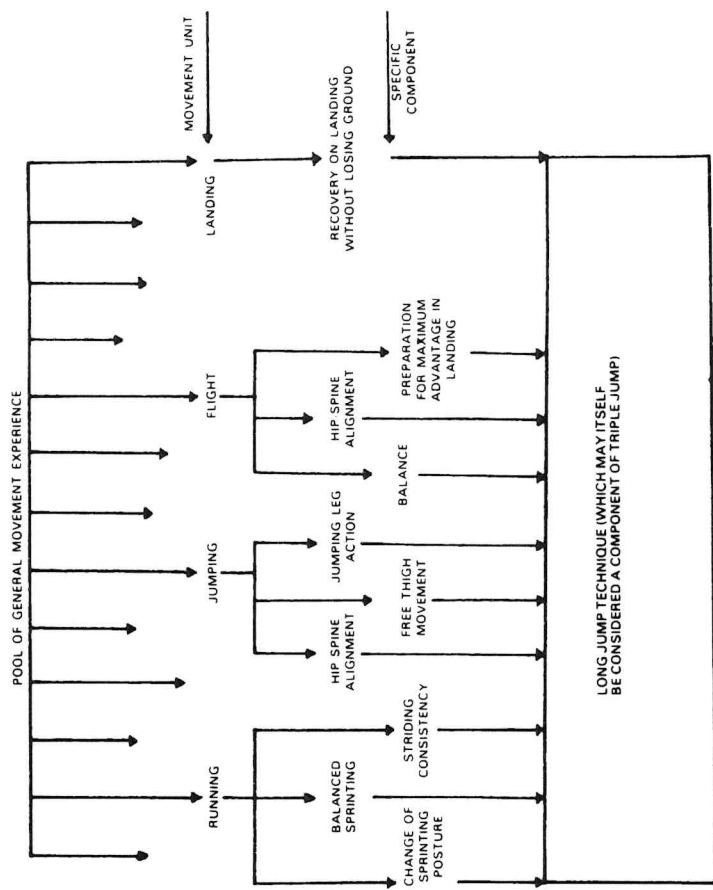 POOL OF GENERAL MOVEMENT EXPERIENCE
MOVEMENT UNIT
RUNNING
JUMPING
FLIGHT
LANDING
CHANGE OF
SPRINTING
POSTURE
BALANCED
SPRINTING
STRIDING
CONSISTENCY
HIP SPINE
ALIGNMENT
FREE THIGH
MOVEMENT
JUMPING LEG
ACTION
BALANCE
HIP-SPINE
ALIGNMENT
PREPARATION
FOR MAXIMUM
ADVANTAGE IN
LANDING
RECOVERY ON LANDING
WITHOUT LOSING GROUND
SPECIFIC
COMPONENT
LONG JUMP TECHNIQUE (WHICH MAY ITSELF
BE CONSIDERED A COMPONENT OF TRIPLE JUMP)